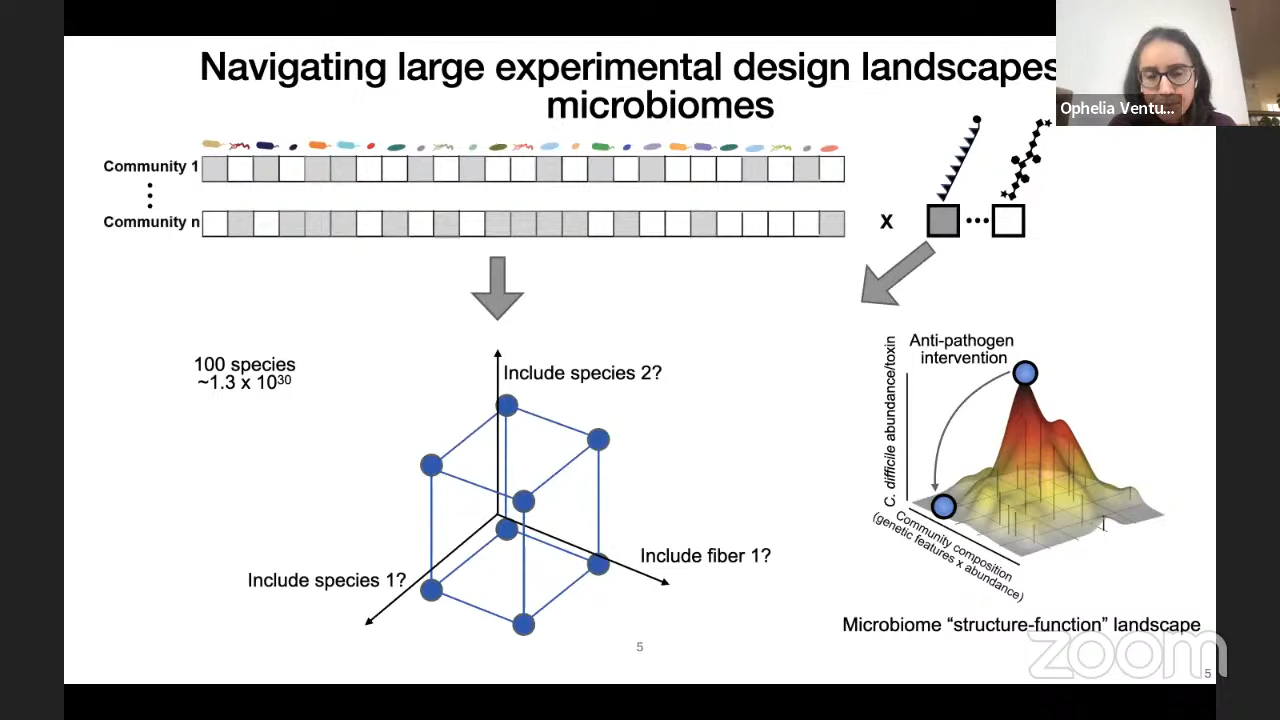 Navigating large experimental design landscapes
microbiomes
Ophelia Ventu...
Community 1
Community n
x
100 species
~1.3 x 10³⁰
Include species 2?
Include fiber 1?
Include species 1?
Anti-pathogen
intervention
C. difficile abundance/toxin
Community composition
(genetic features x abundance)
Microbiome “structure-function” landscape
5
zoom
5